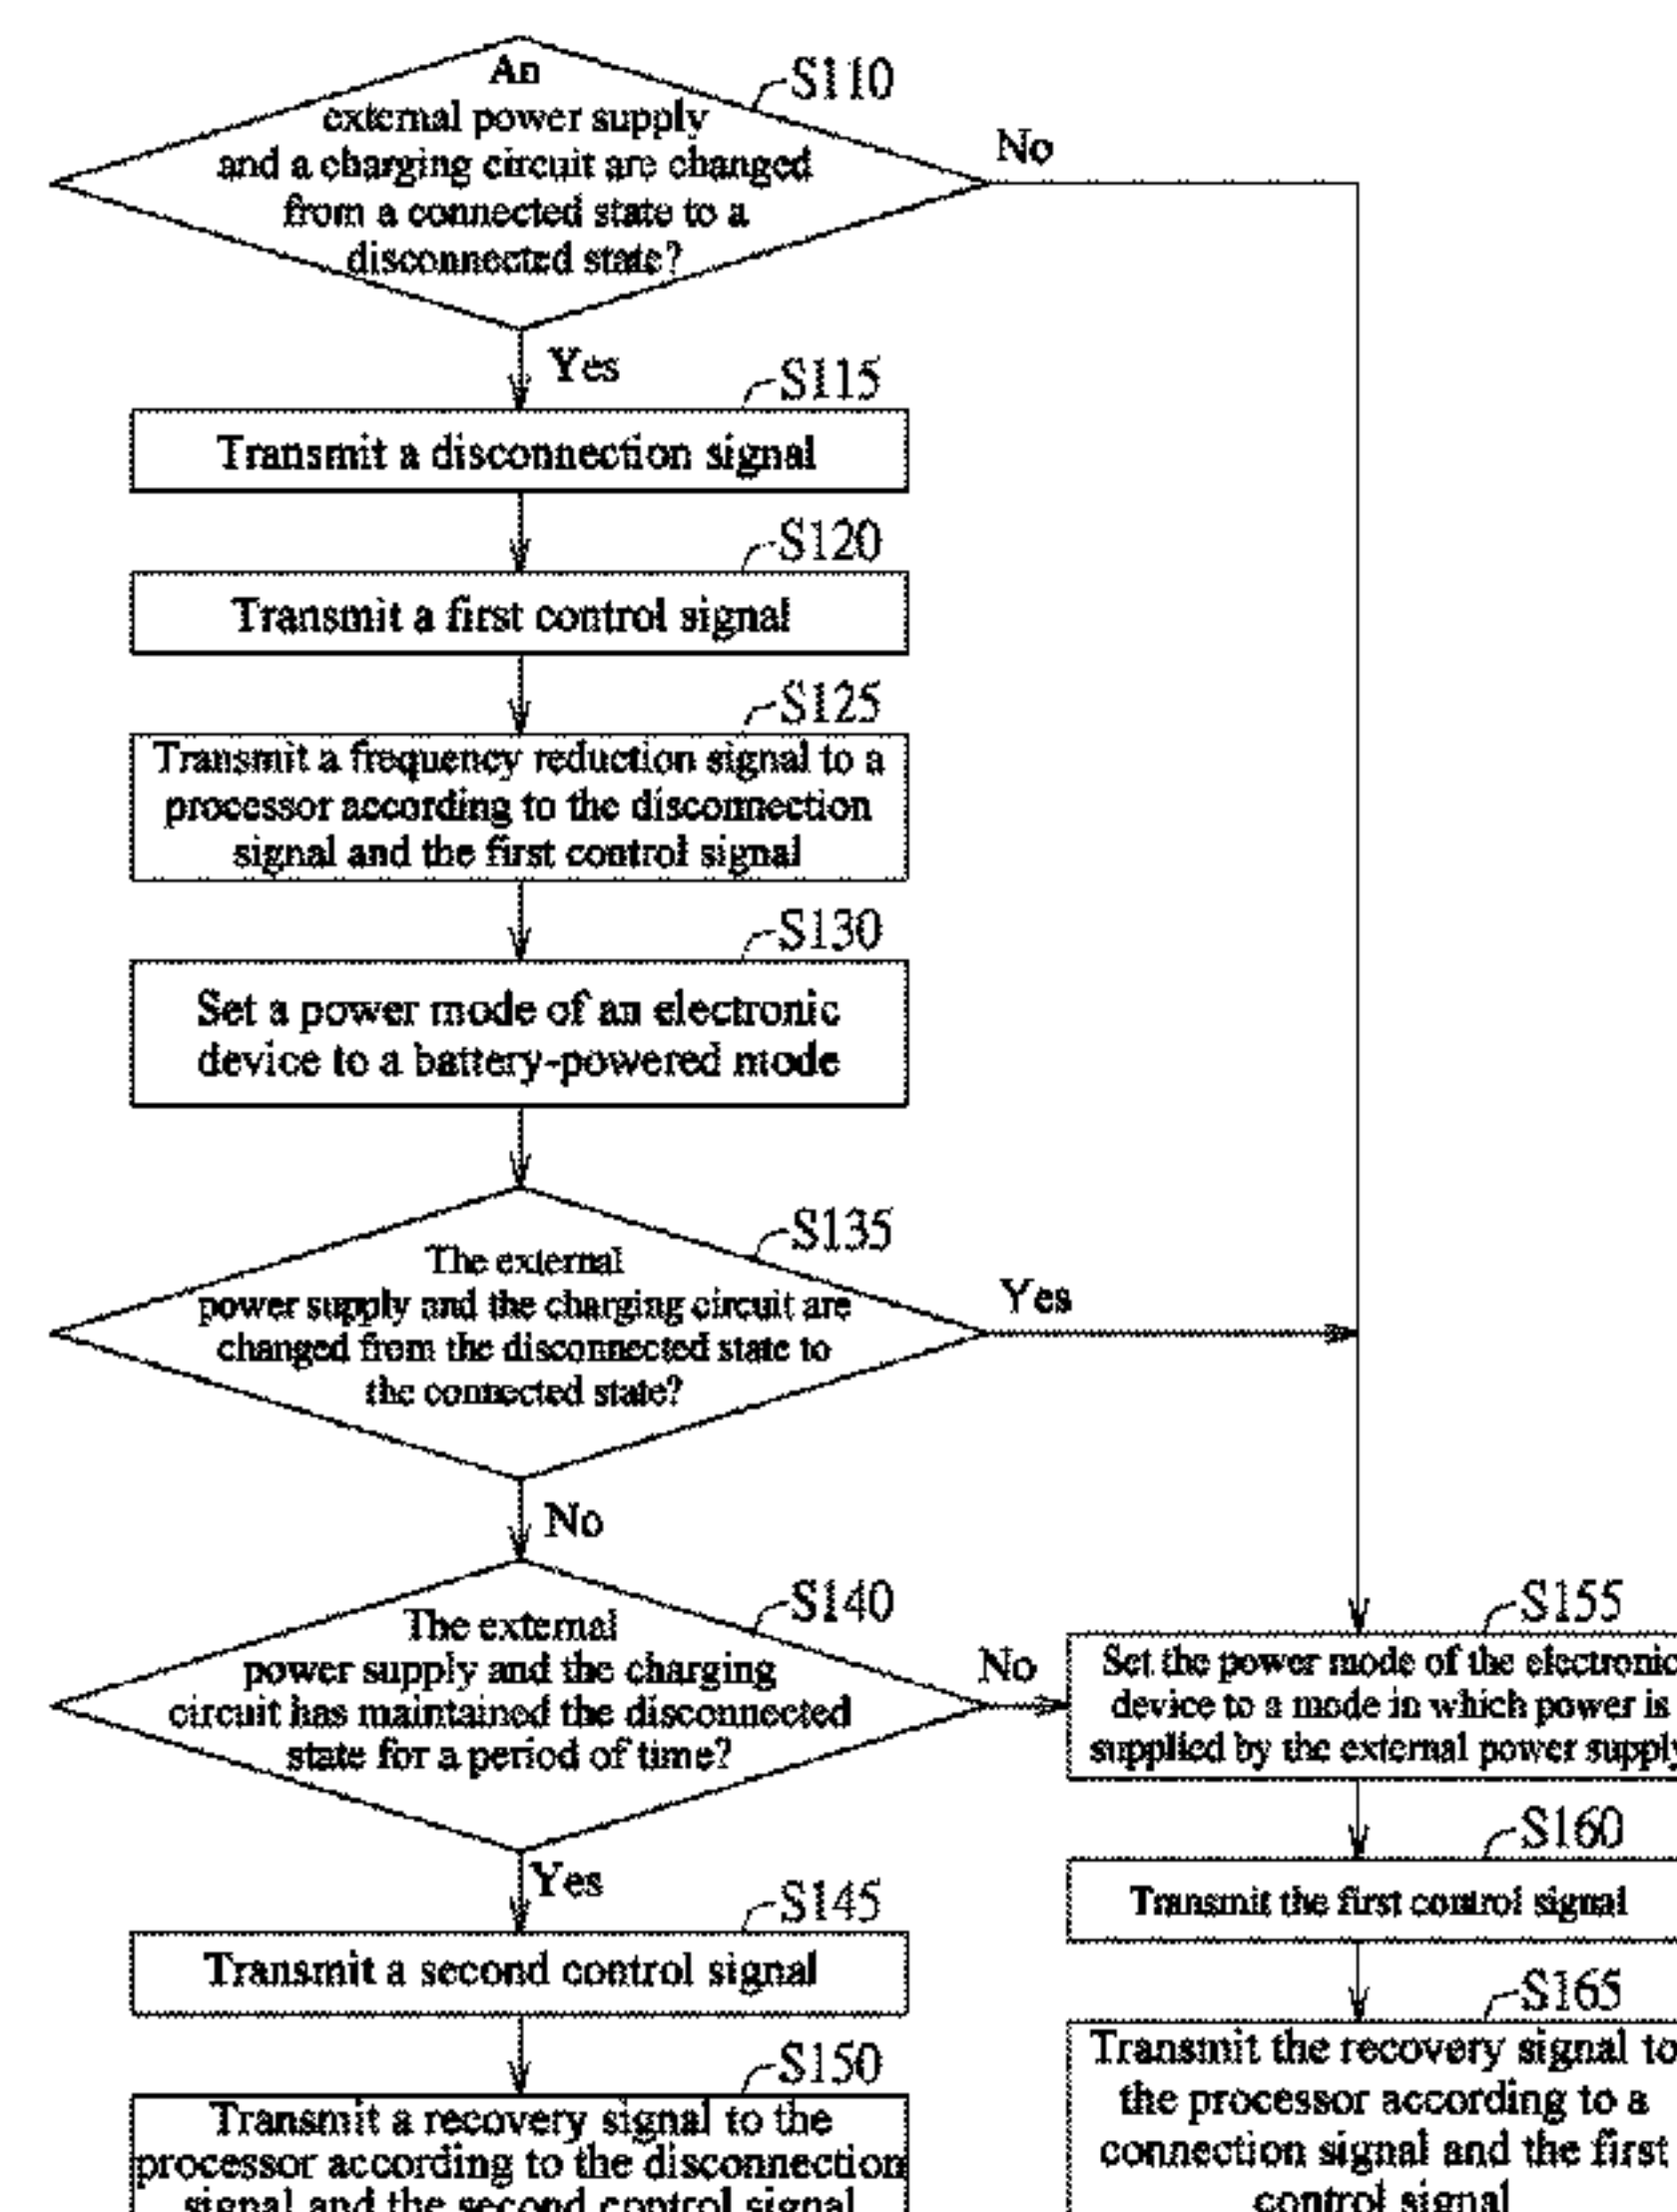 S110
An
external power supply
and a charging circuit are changed
from a connected state to a
disconnected state?
No
Yes
S115
Transmit a disconnection signal
S120
Transmit a first control signal
S125
Transmit a frequency reduction signal to a
processor according to the disconnection
signal and the first control signal
S130
Set a power mode of an electronic
device to a battery-powered mode
S135
The external
power supply and the charging circuit are
changed from the disconnected state to
the connected state?
Yes
No
S140
The external
power supply and the charging
circuit has maintained the disconnected
state for a period of time?
No
Yes
S145
Transmit a second control signal
S150
Transmit a recovery signal to the
processor according to the disconnection
signal and the second control signal
S155
Set the power mode of the electronic
device to a mode in which power is
supplied by the external power supply
S160
Transmit the first control signal
S165
Transmit the recovery signal to
the processor according to a
connection signal and the first
control signal